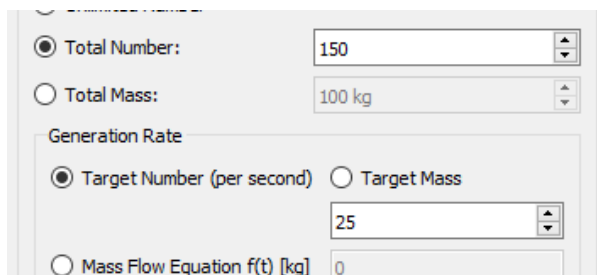 Total Number: 150
Total Mass: 100 kg
Generation Rate
Target Number (per second) Target Mass
25
Mass Flow Equation f(t) [kg] 0